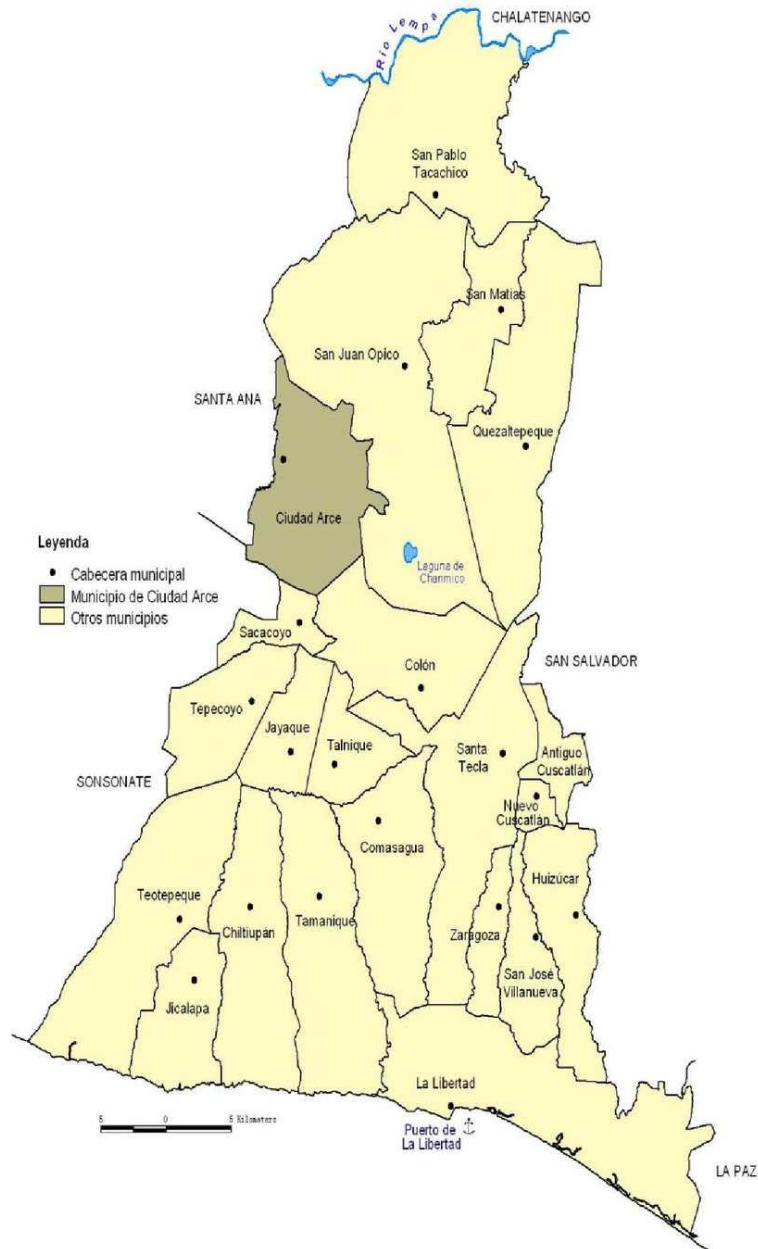 CHALATENANGO
Río Lempa
San Pablo
Tacachico
San Matías
San Juan Opico
SANTA ANA
Quezaltepeque
Ciudad Arce
Leyenda
Cabecera municipal
Municipio de Ciudad Arce
Otros municipios
Laguna de
Chanmico
Sacacoyo
Colón
SAN SALVADOR
Tepecoyo
Jayaque
Talnique
Santa
Tecla
Antiguo
Cuscatlán
SONSONATE
Nuevo
Cuscatlán
Comasagua
Huizúcar
Teotepeque
Chiltiupán
Tamanique
Zaragoza
San José
Villanueva
Jicalapa
La Libertad
5 0 5 Kilometers
Puerto de
La Libertad
LA PAZ